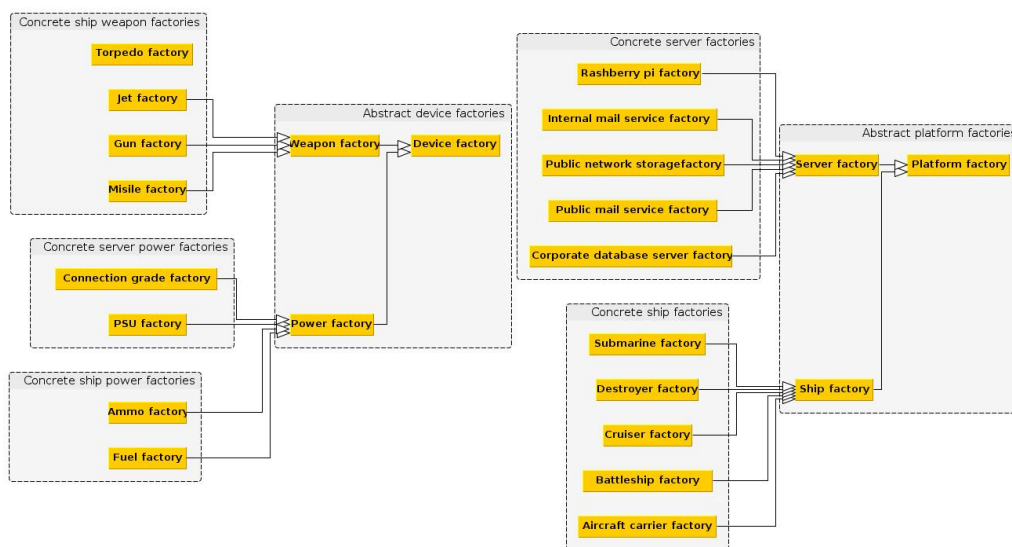 Concrete ship weapon factories
Torpedo factory
Jet factory
Gun factory
Misile factory
Concrete server power factories
Connection grade factory
PSU factory
Concrete ship power factories
Ammo factory
Fuel factory
Abstract device factories
Weapon factory
Device factory
Power factory
Concrete server factories
Rashberry pi factory
Internal mail service factory
Public network storagefactory
Public mail service factory
Corporate database server factory
Concrete ship factories
Submarine factory
Destroyer factory
Cruiser factory
Battleship factory
Aircraft carrier factory
Abstract platform factories
Server factory
Platform factory
Ship factory